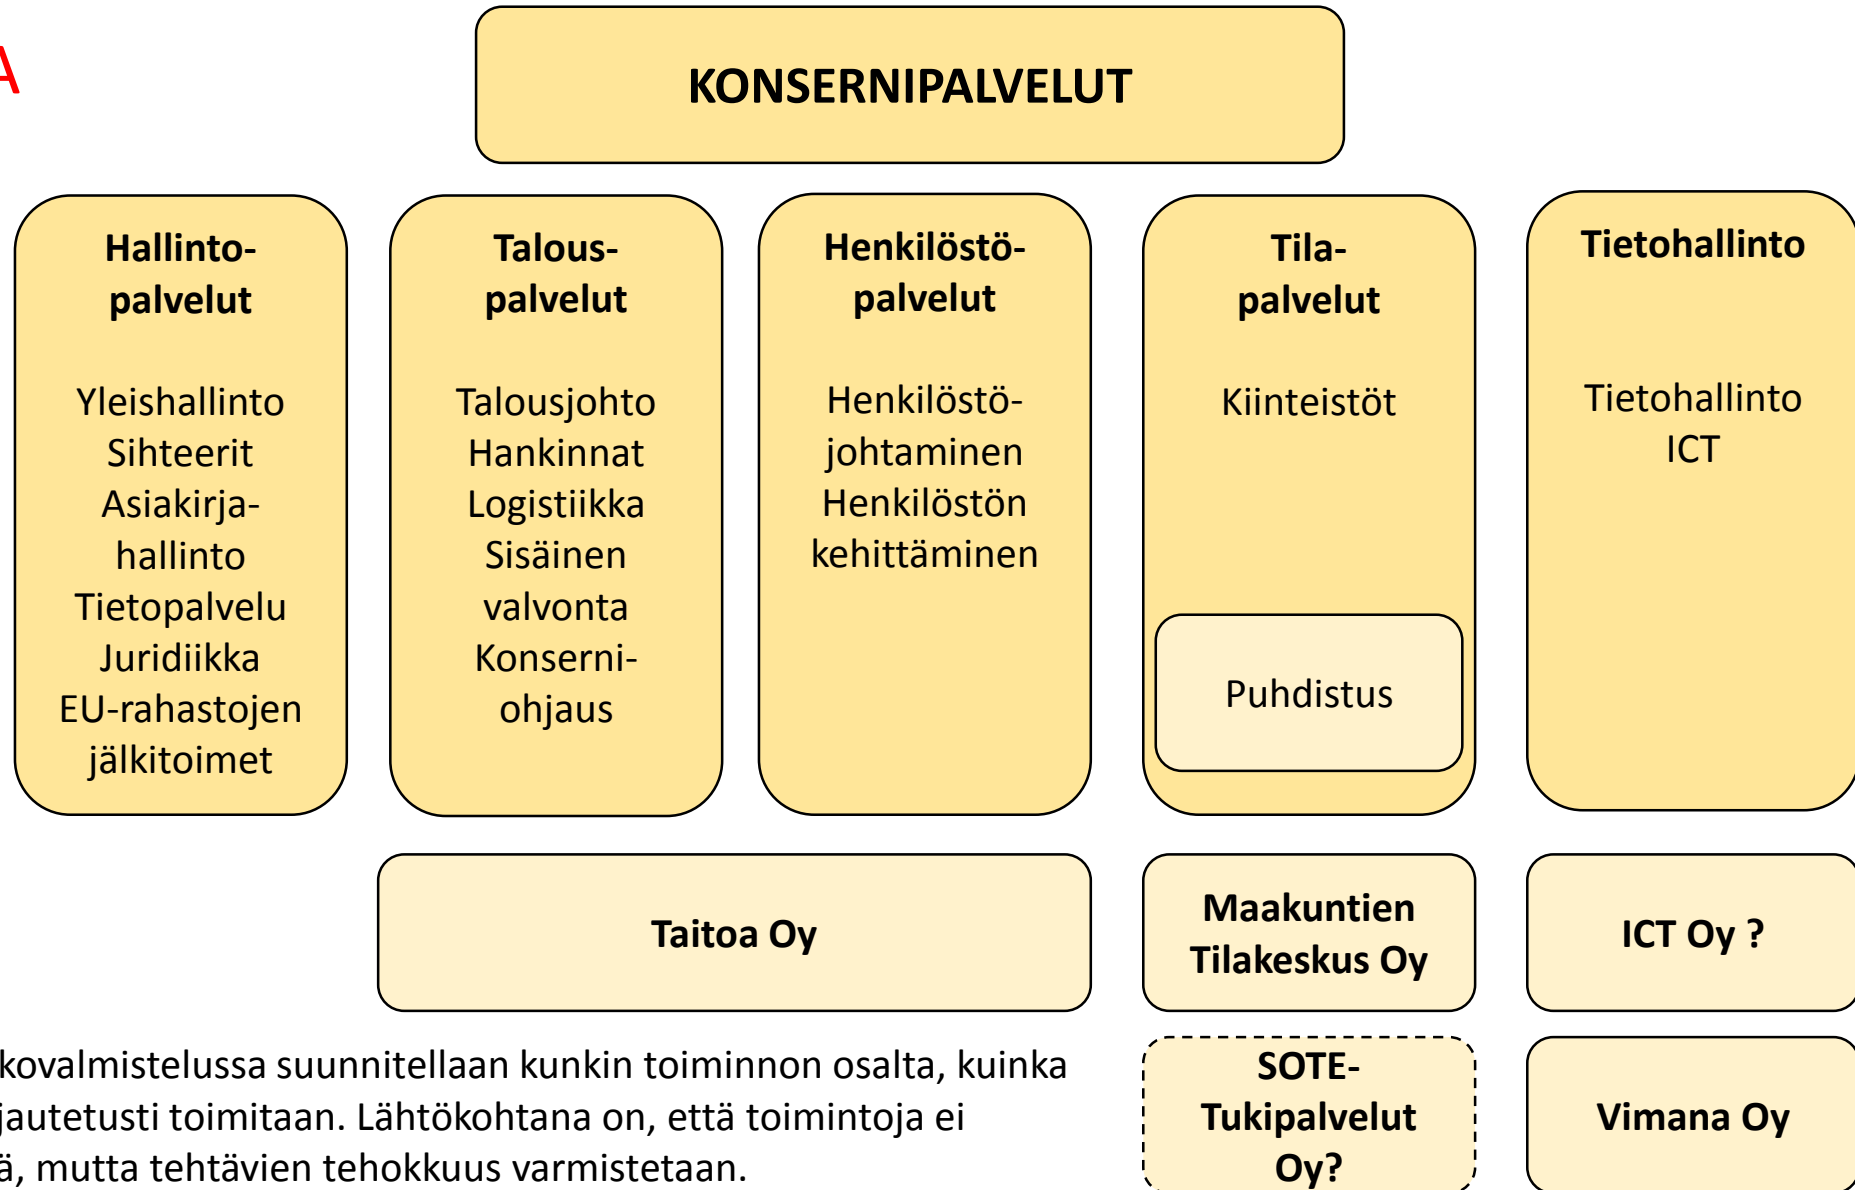 A
KONSERNIPALVELUT
Hallinto-
palvelut
Yleishallinto
Sihteerit
Asiakirja-
hallinto
Tietopalvelu
Juridiikka
EU-rahastojen
jälkitoimet
Talous-
palvelut
Talousjohto
Hankinnat
Logistiikka
Sisäinen
valvonta
Konserni-
ohjaus
Henkilöstö-
palvelut
Henkilöstö-
johtaminen
Henkilöstön
kehittäminen
Tila-
palvelut
Kiinteistöt
Puhdistus
Tietohallinto
Tietohallinto
ICT
Taitoa Oy
Maakuntien
Tilakeskus Oy
ICT Oy ?
SOTE-
Tukipalvelut
Oy?
Vimana Oy
kovalmistelussa suunnitellaan kunkin toiminnon osalta, kuinka
jautetusti toimitaan. Lähtökohtana on, että toimintoja ei
ä, mutta tehtävien tehokkuus varmistetaan.